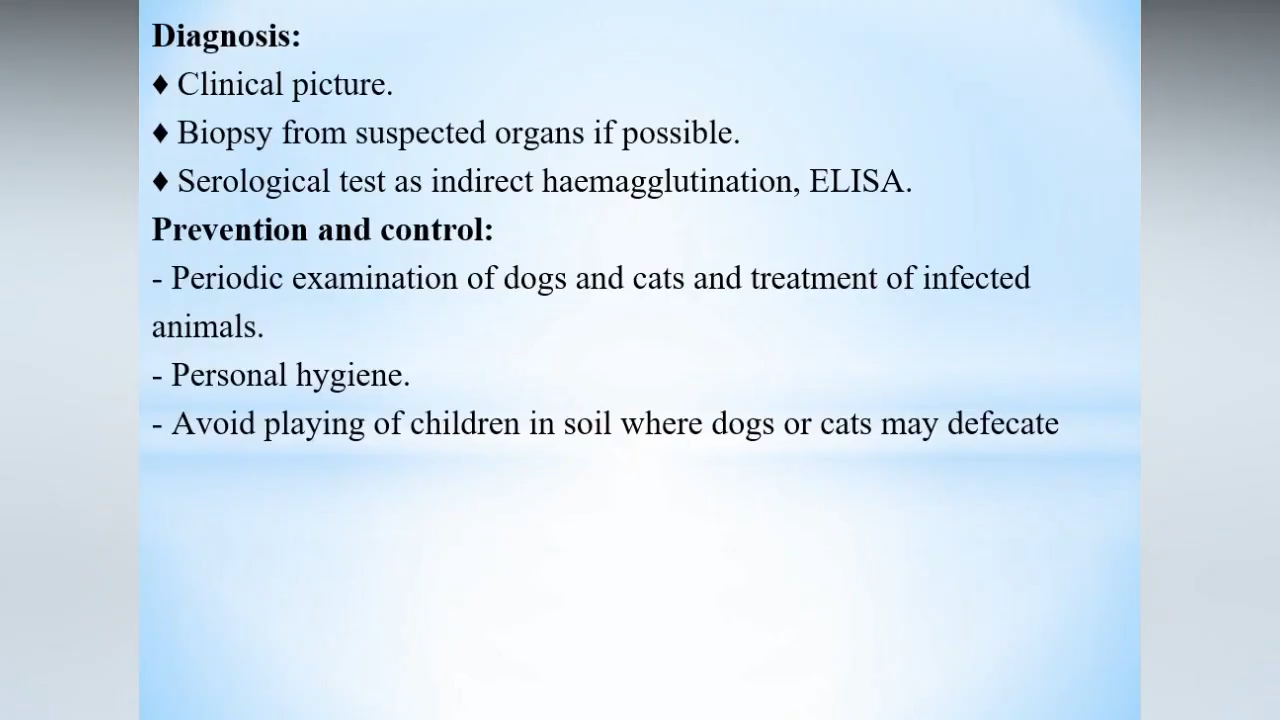 Diagnosis:
♦ Clinical picture.
♦ Biopsy from suspected organs if possible.
♦ Serological test as indirect haemagglutination, ELISA.
Prevention and control:
- Periodic examination of dogs and cats and treatment of infected
animals.
- Personal hygiene.
- Avoid playing of children in soil where dogs or cats may defecate